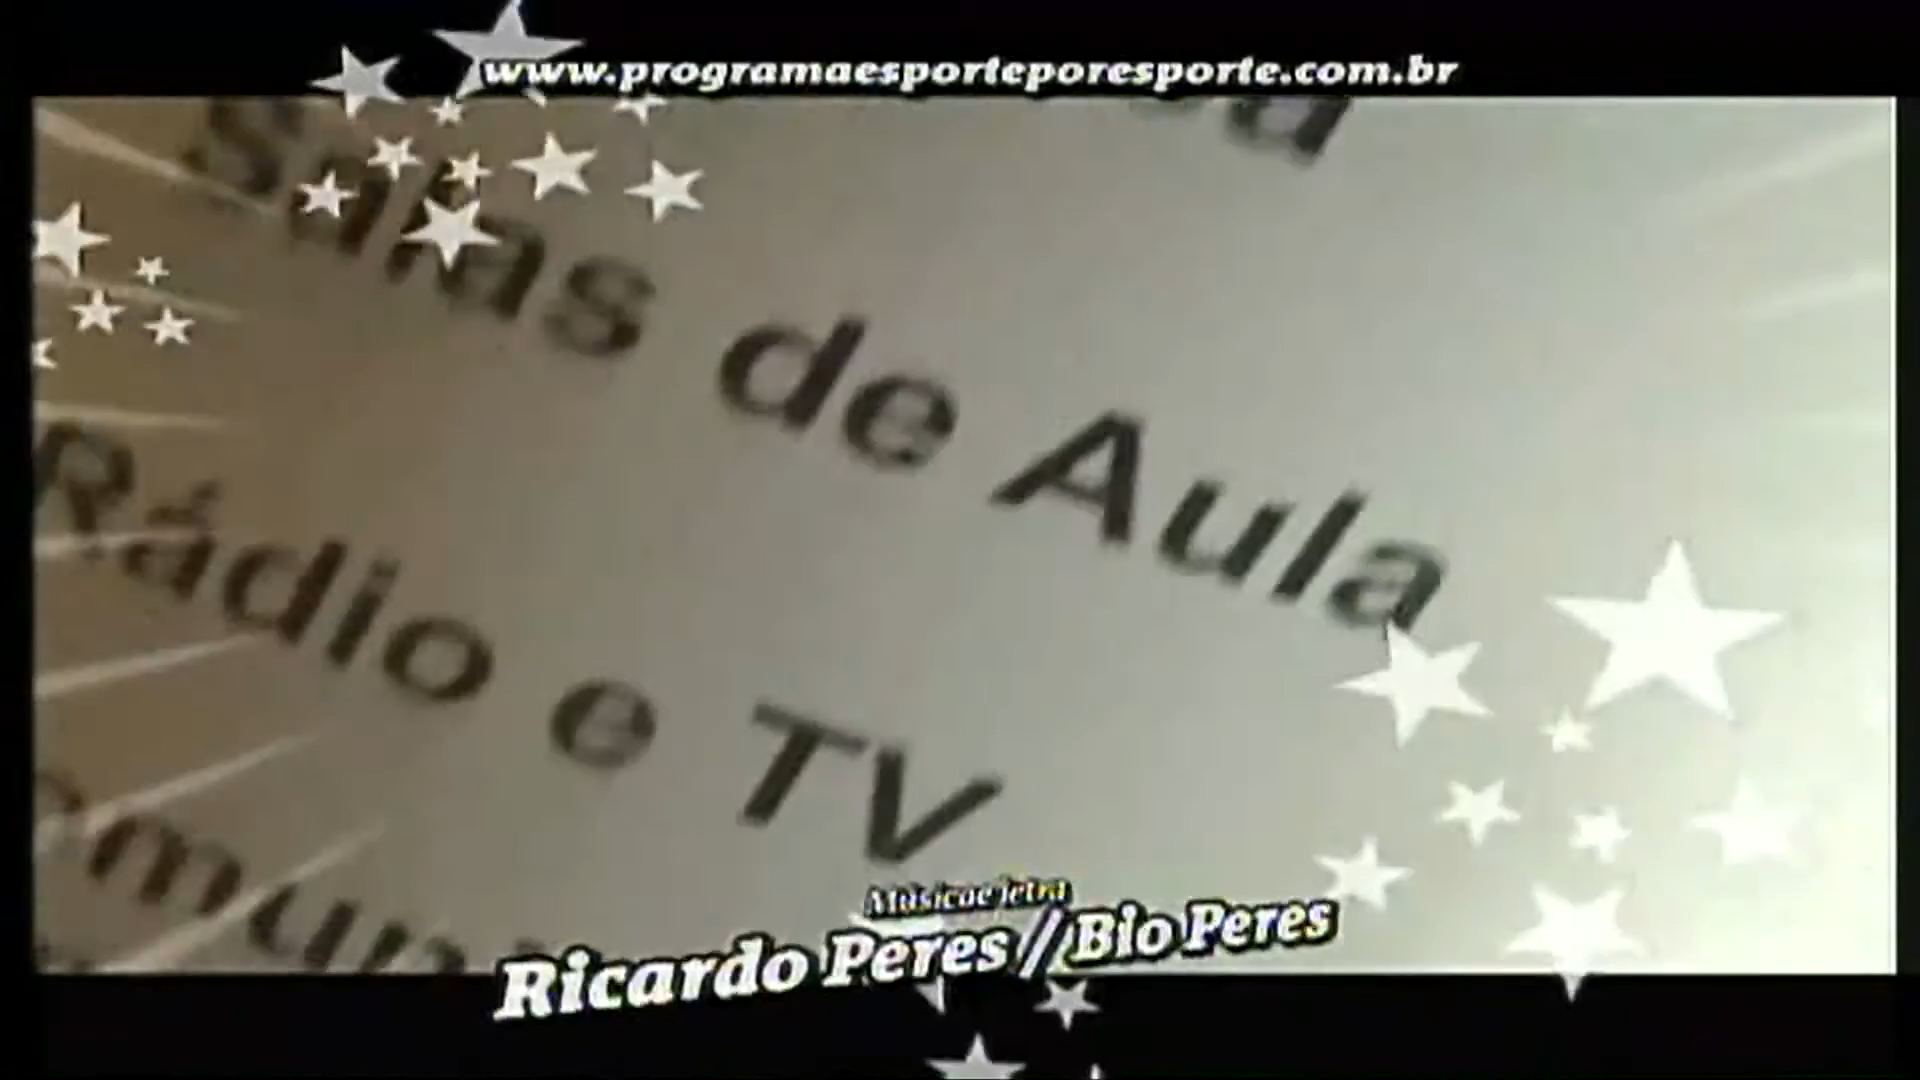 www.programaesporteporesporte.com.br
Salas de Aula
Rádio e TV
Música e letra
Ricardo Peres // Bio Peres